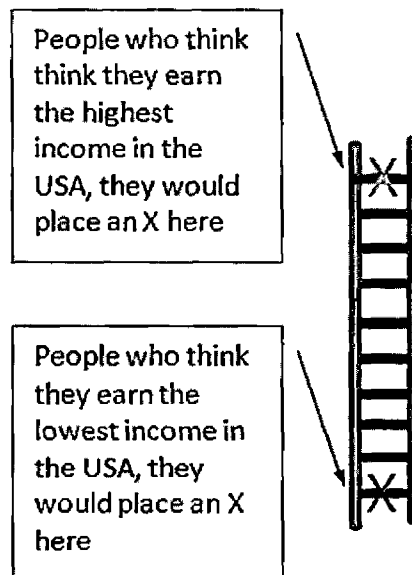 People who think
think they earn
the highest
income in the
USA, they would
place an X here
X
People who think
they earn the
lowest income in
the USA, they
would place an X
here
X